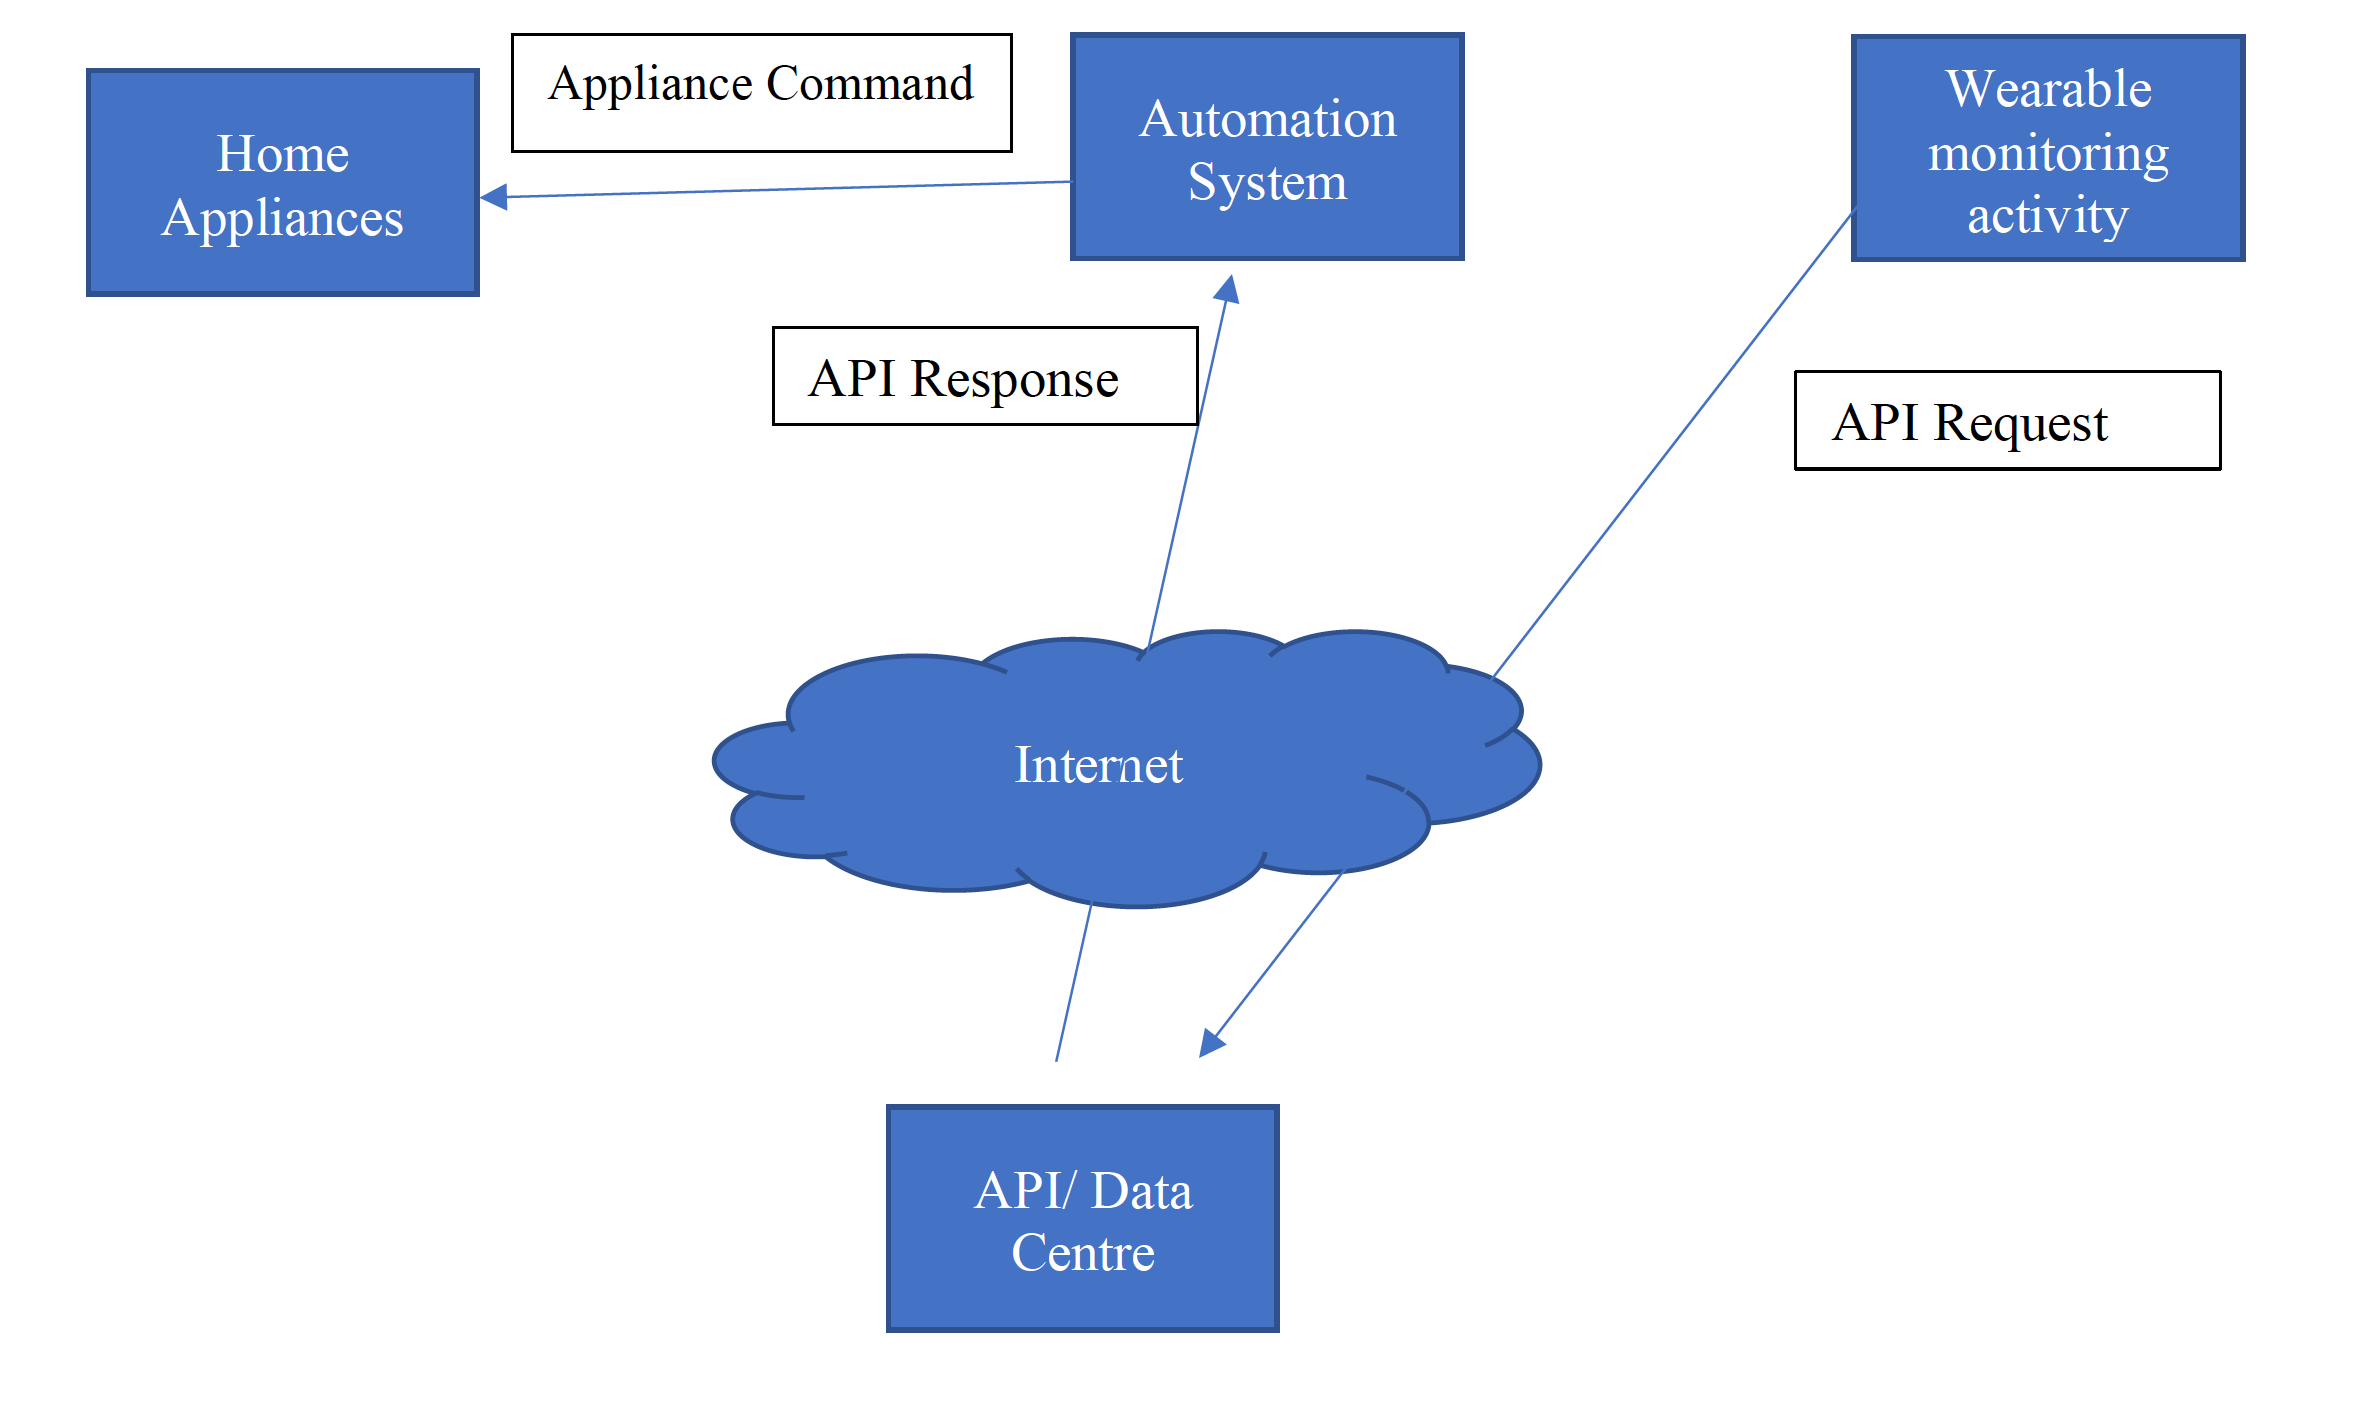 Home
Appliances
Appliance Command
Automation
System
Wearable
monitoring
activity
API Response
API Request
Internet
API/ Data
Centre